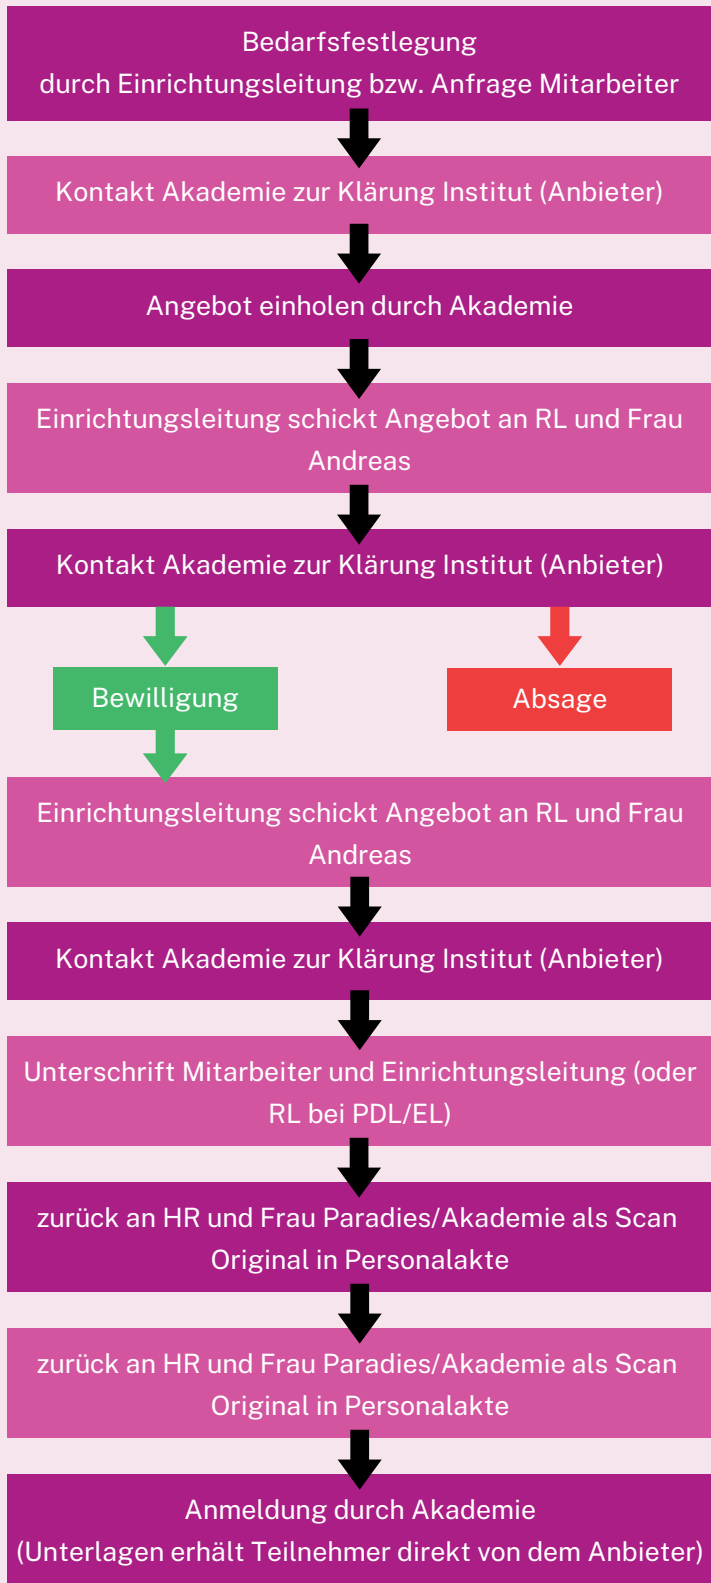 Bedarfsfestlegung
durch Einrichtungsleitung bzw. Anfrage Mitarbeiter
Kontakt Akademie zur Klärung Institut (Anbieter)
Angebot einholen durch Akademie
Einrichtungsleitung schickt Angebot an RL und Frau
Andreas
Kontakt Akademie zur Klärung Institut (Anbieter)
Bewilligung
Absage
Einrichtungsleitung schickt Angebot an RL und Frau
Andreas
Kontakt Akademie zur Klärung Institut (Anbieter)
Unterschrift Mitarbeiter und Einrichtungsleitung (oder
RL bei PDL/EL)
zurück an HR und Frau Paradies/Akademie als Scan
Original in Personalakte
zurück an HR und Frau Paradies/Akademie als Scan
Original in Personalakte
Anmeldung durch Akademie
(Unterlagen erhält Teilnehmer direkt von dem Anbieter)